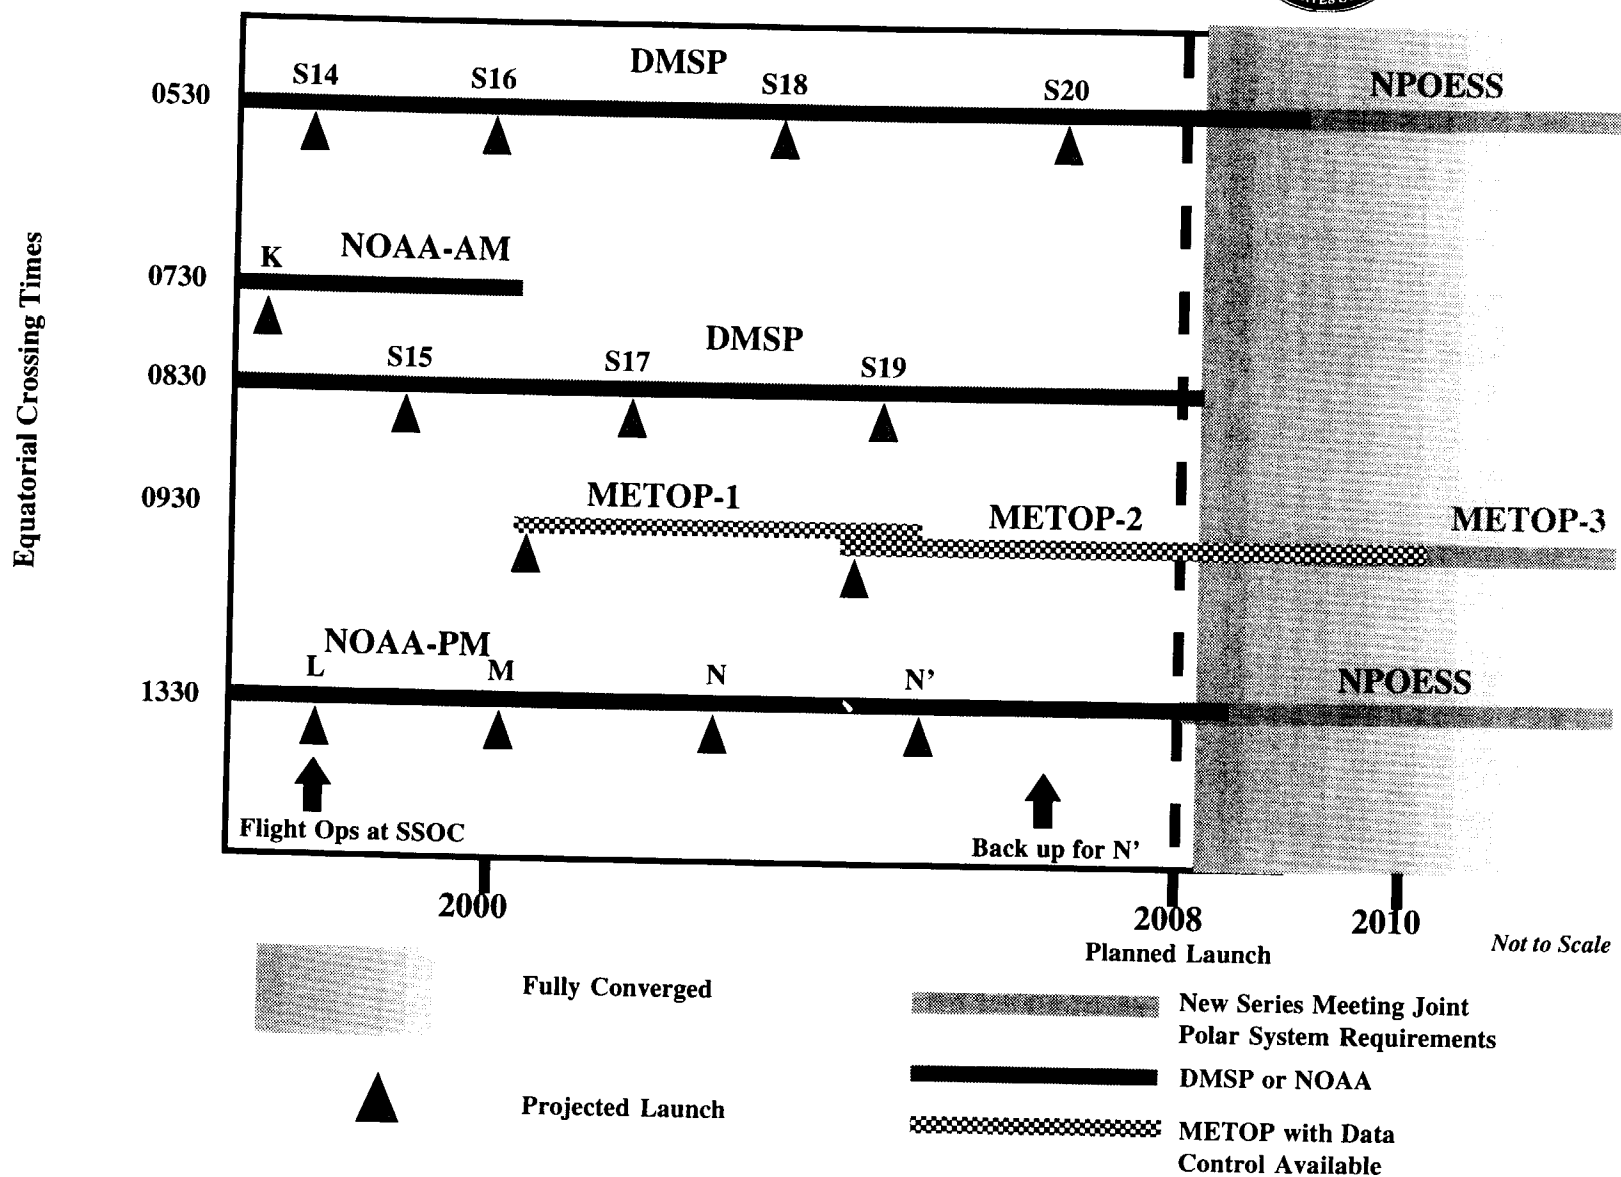 DMSP
S14
S16
S18
S20
NPOESS
0530
NOAA-AM
K
0730
DMSP
S15
S17
S19
0830
METOP-1
METOP-2
METOP-3
0930
NOAA-PM
L
M
N
N’
NPOESS
1330
Equatorial Crossing Times
Flight Ops at SSOC
Back up for N’
2000
2008
2010
Planned Launch
Not to Scale
Fully Converged
New Series Meeting Joint
Polar System Requirements
DMSP or NOAA
Projected Launch
METOP with Data
Control Available